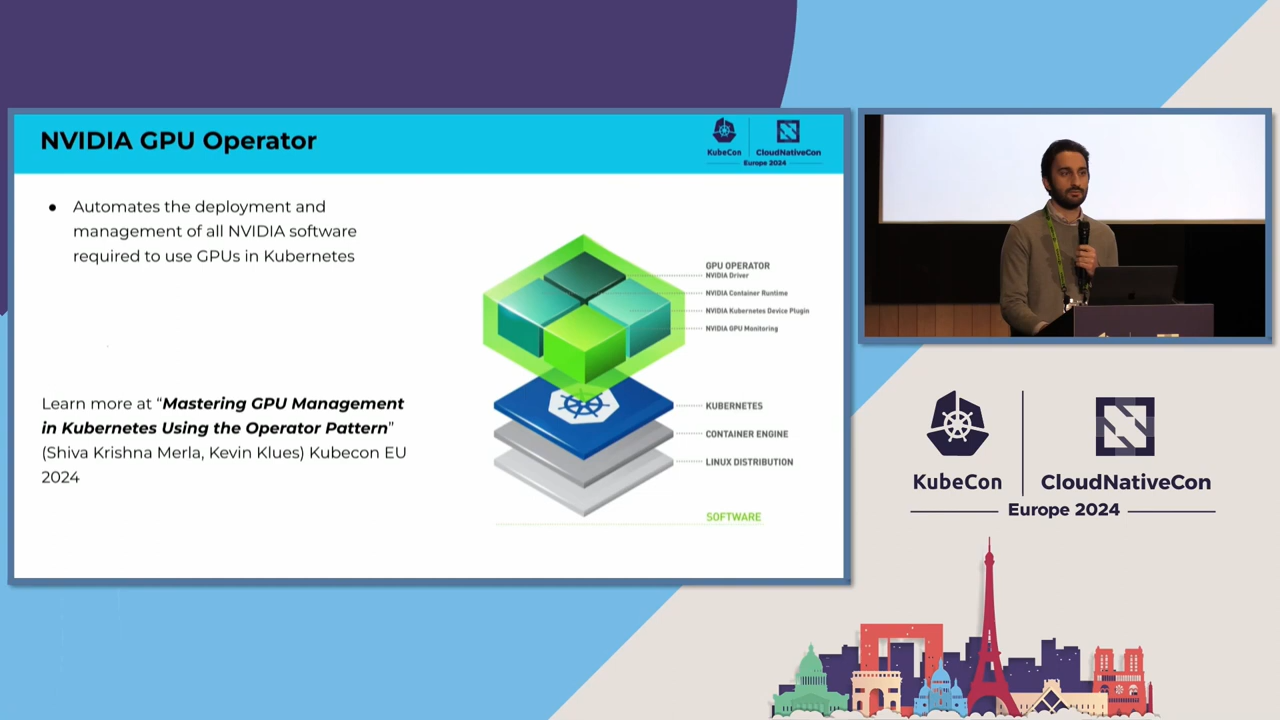 NVIDIA GPU Operator
KubeCon
CloudNativeCon
Europe 2024
● Automates the deployment and
management of all NVIDIA software
required to use GPUs in Kubernetes
Learn more at “Mastering GPU Management
in Kubernetes Using the Operator Pattern”
(Shiva Krishna Merla, Kevin Klues) Kubecon EU
2024
GPU OPERATOR
NVIDIA Driver
NVIDIA Container Runtime
NVIDIA Kubernetes Device Plugin
NVIDIA GPU Monitoring
KUBERNETES
CONTAINER ENGINE
LINUX DISTRIBUTION
SOFTWARE
KubeCon
CloudNativeCon
Europe 2024